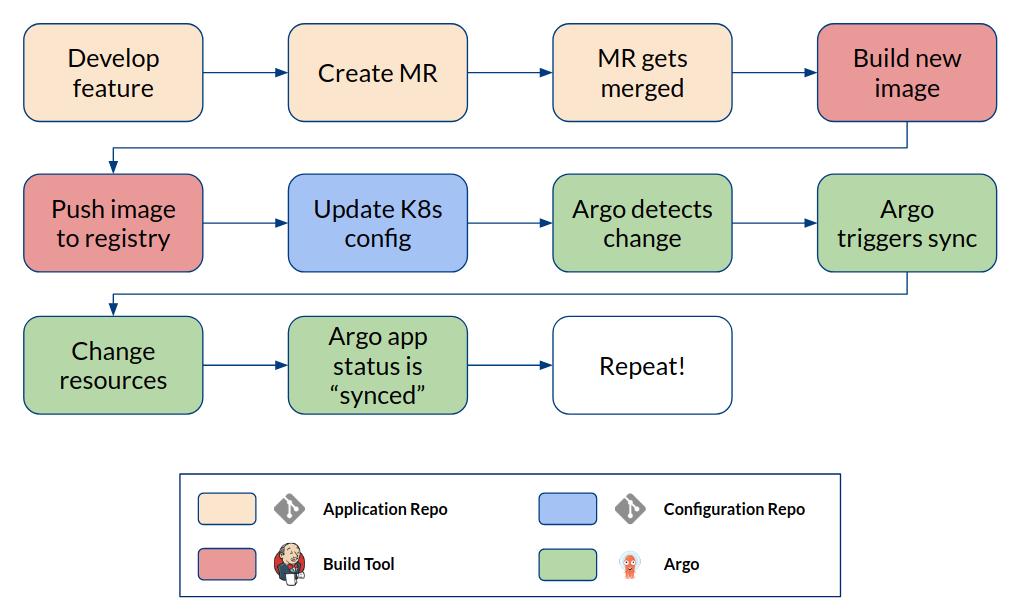 Develop
feature
Create MR
MR gets
merged
Build new
image
Push image
to registry
Update K8s
config
Argo detects
change
Argo
triggers sync
Change
resources
Argo app
status is
“synced”
Repeat!
Application Repo
Configuration Repo
Build Tool
Argo